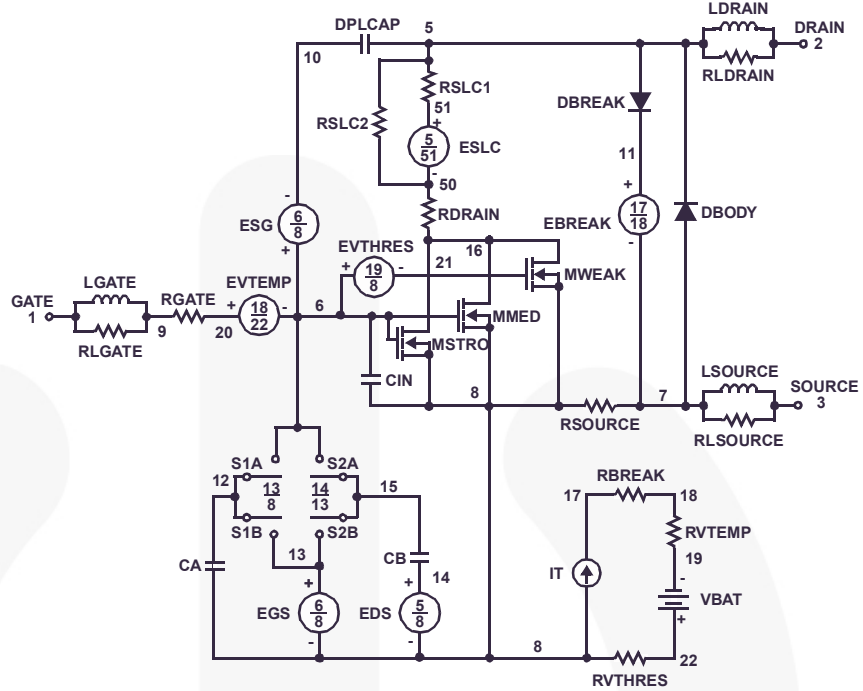 LDRAIN
DPLCAP 5 DRAIN
10 2
RSLC1 RLDRAIN
51 DBREAK
RSLC2 +
5
51 ESLC
- 11
50
- +
6
8 ESG RDRAIN 17
18 EBREAK DBODY
+ EVTHRES 16 -
+ 19
8 - 21 MWEAK
LGATE EVTEMP
GATE RGATE + 18
22 - 6 MMED
1 9 20 MSTRO
RLGATE LSOURCE
CIN 8 7 SOURCE
3
RSOURCE RLSOURCE
S1A S2A RBREAK
12 13
8 14
13 15 17 18
S1B S2B RVTEMP
13 CB 19
CA + + 14 IT -
EGS 6
8 EDS 5
8 VBAT
- - 8 +
22
RVTHRES